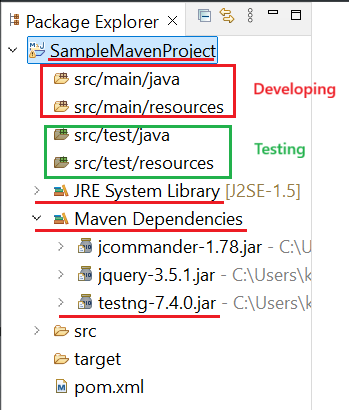 Package Explorer
SampleMavenProject
src/main/java
src/main/resources
Developing
src/test/java
src/test/resources
Testing
JRE System Library [J2SE-1.5]
Maven Dependencies
jcommander-1.78.jar - C:\U
jquery-3.5.1.jar - C:\Users\k
testng-7.4.0.jar - C:\Users\k
src
target
pom.xml